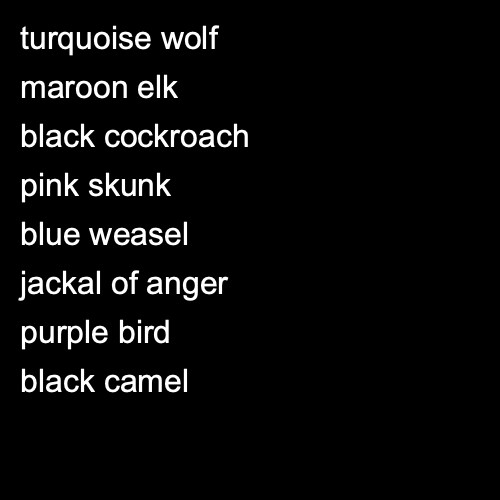 turquoise wolf
maroon elk
black cockroach
pink skunk
blue weasel
jackal of anger
purple bird
black camel